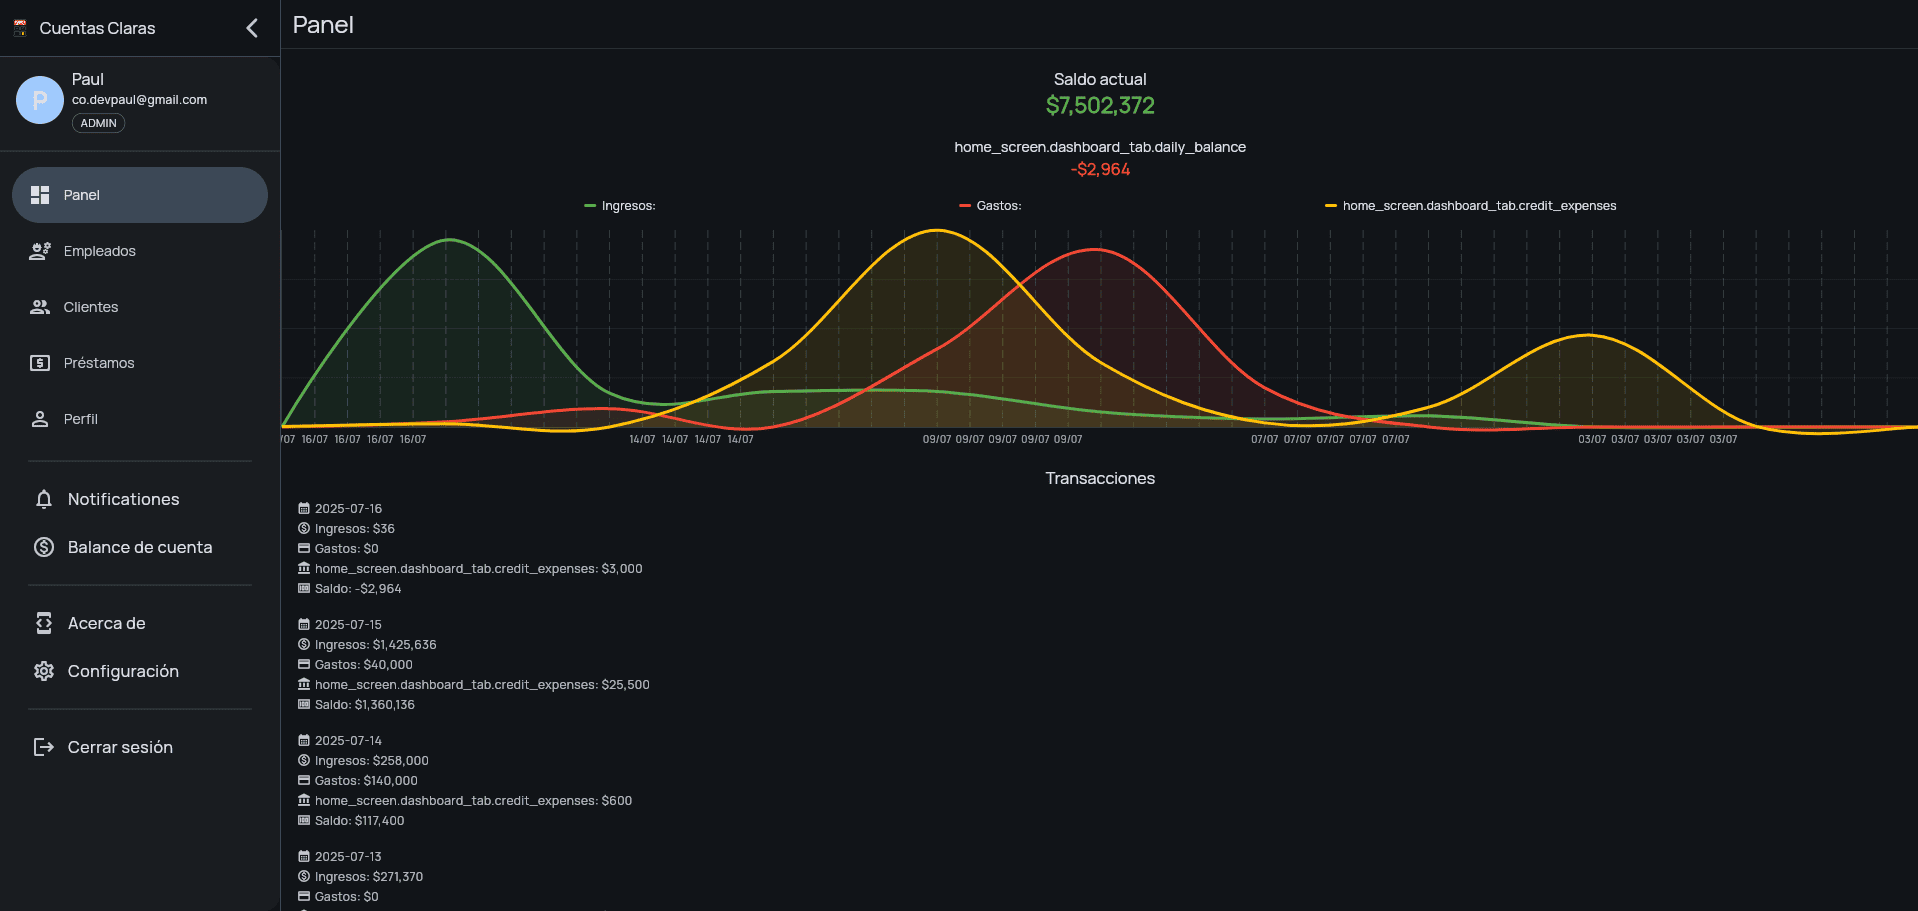 Cuentas Claras
Paul
co.devpaul@gmail.com
ADMIN
Panel
Empleados
Clientes
Préstamos
Perfil
Notificationes
Balance de cuenta
Acerca de
Configuración
Cerrar sesión
Panel
Saldo actual
$7,502,372
home_screen.dashboard_tab.daily_balance
-$2,964
Ingresos: Gastos: home_screen.dashboard_tab.credit_expenses
/07 16/07 16/07 16/07 16/07 14/07 14/07 14/07 14/07 09/07 09/07 09/07 09/07 09/07 07/07 07/07 07/07 07/07 07/07 03/07 03/07 03/07 03/07 03/07
Transacciones
2025-07-16
Ingresos: $36
Gastos: $0
home_screen.dashboard_tab.credit_expenses: $3,000
Saldo: -$2,964
2025-07-15
Ingresos: $1,425,636
Gastos: $40,000
home_screen.dashboard_tab.credit_expenses: $25,500
Saldo: $1,360,136
2025-07-14
Ingresos: $258,000
Gastos: $140,000
home_screen.dashboard_tab.credit_expenses: $600
Saldo: $117,400
2025-07-13
Ingresos: $271,370
Gastos: $0